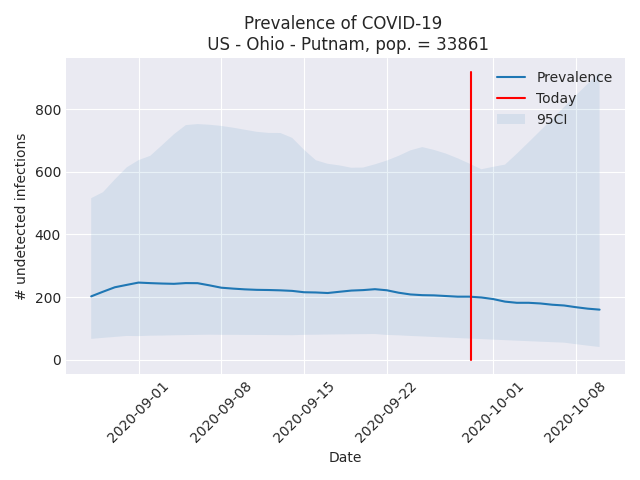 Prevalence of COVID-19
US - Ohio - Putnam, pop. = 33861
Prevalence
Today
95CI
800
600
400
200
0
# undetected infections
2020-09-01
2020-09-08
2020-09-15
2020-09-22
2020-10-01
2020-10-08
Date